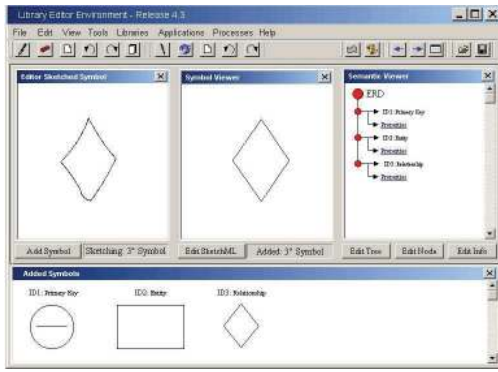 Library Editor Environment - Release 4.3
File Edit View Tools Libraries Applications Processes Help
Editor Sketched Symbol
Symbol Viewer
Semantic Viewer
ERD
ID1: Primary Key
Properties
ID2: Entity
Properties
ID3: Relationship
Properties
Add Symbol Sketching: 3° Symbol Edit SketchML Added: 3° Symbol Edit Tree Edit Node Edit Info
Added Symbols
ID1: Primary Key ID2: Entity ID3: Relationship